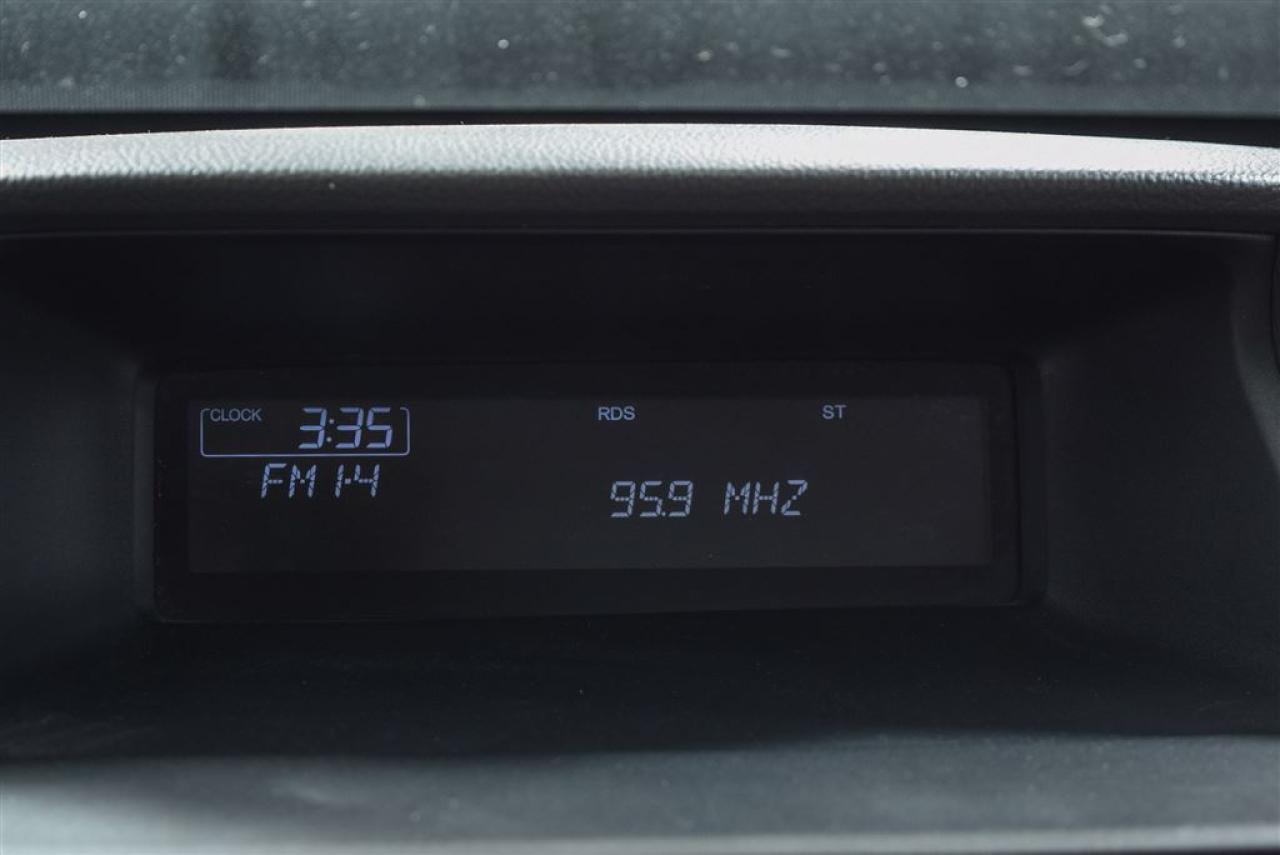 CLOCK 3:35 RDS ST
FM 1-4 95.9 MHZ